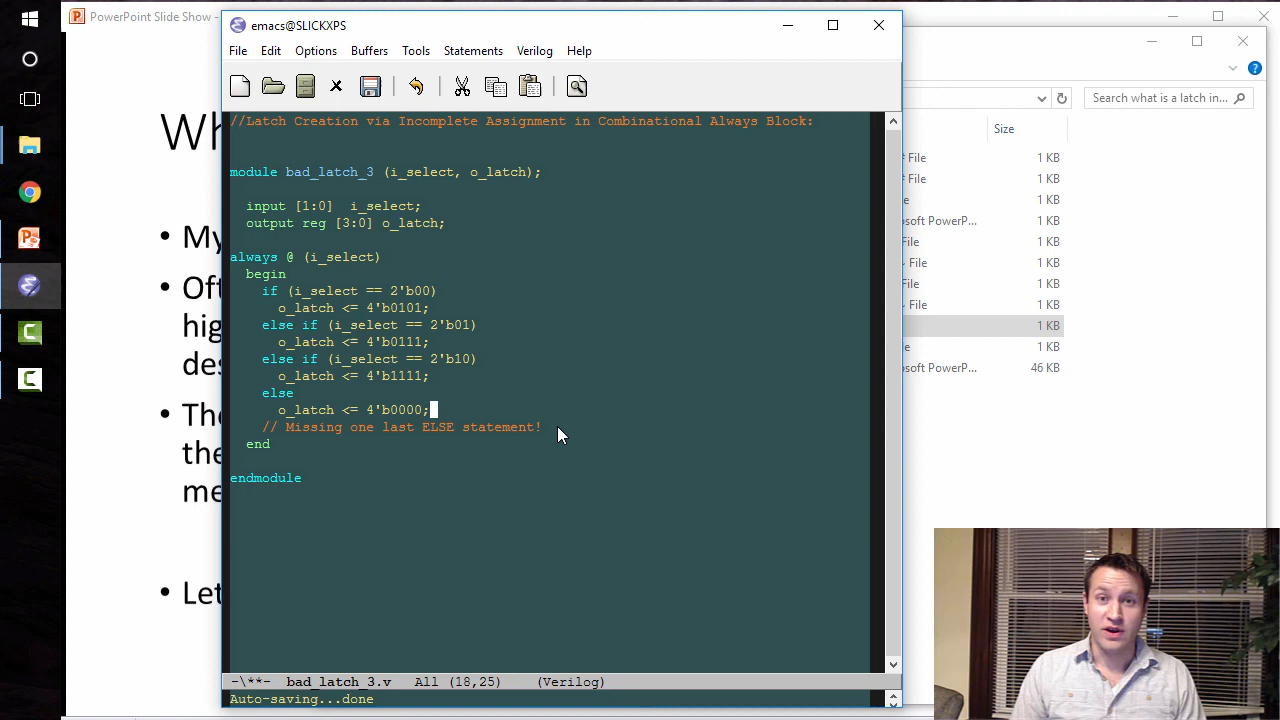 PowerPoint Slide Show -
emacs@SLICKXPS
File Edit Options Buffers Tools Statements Verilog Help
Search what is a latch in...
//Latch Creation via Incomplete Assignment in Combinational Always Block:
module bad_latch_3 (i_select, o_latch);
input [1:0]  i_select;
output reg [3:0] o_latch;
always @ (i_select)
begin
if (i_select == 2'b00)
o_latch <= 4'b0101;
else if (i_select == 2'b01)
o_latch <= 4'b0111;
else if (i_select == 2'b10)
o_latch <= 4'b1111;
else
o_latch <= 4'b0000;
// Missing one last ELSE statement!
end
endmodule
-\**- bad_latch_3.v All (18,25) (Verilog)
Auto-saving...done
Wh
• My
• Oft
hig
des
• The
the
me
• Let
Size
File 1 KB
File 1 KB
1 KB
osoft PowerP... 1 KB
File 1 KB
File 1 KB
File 1 KB
File 1 KB
1 KB
1 KB
osoft PowerP... 46 KB